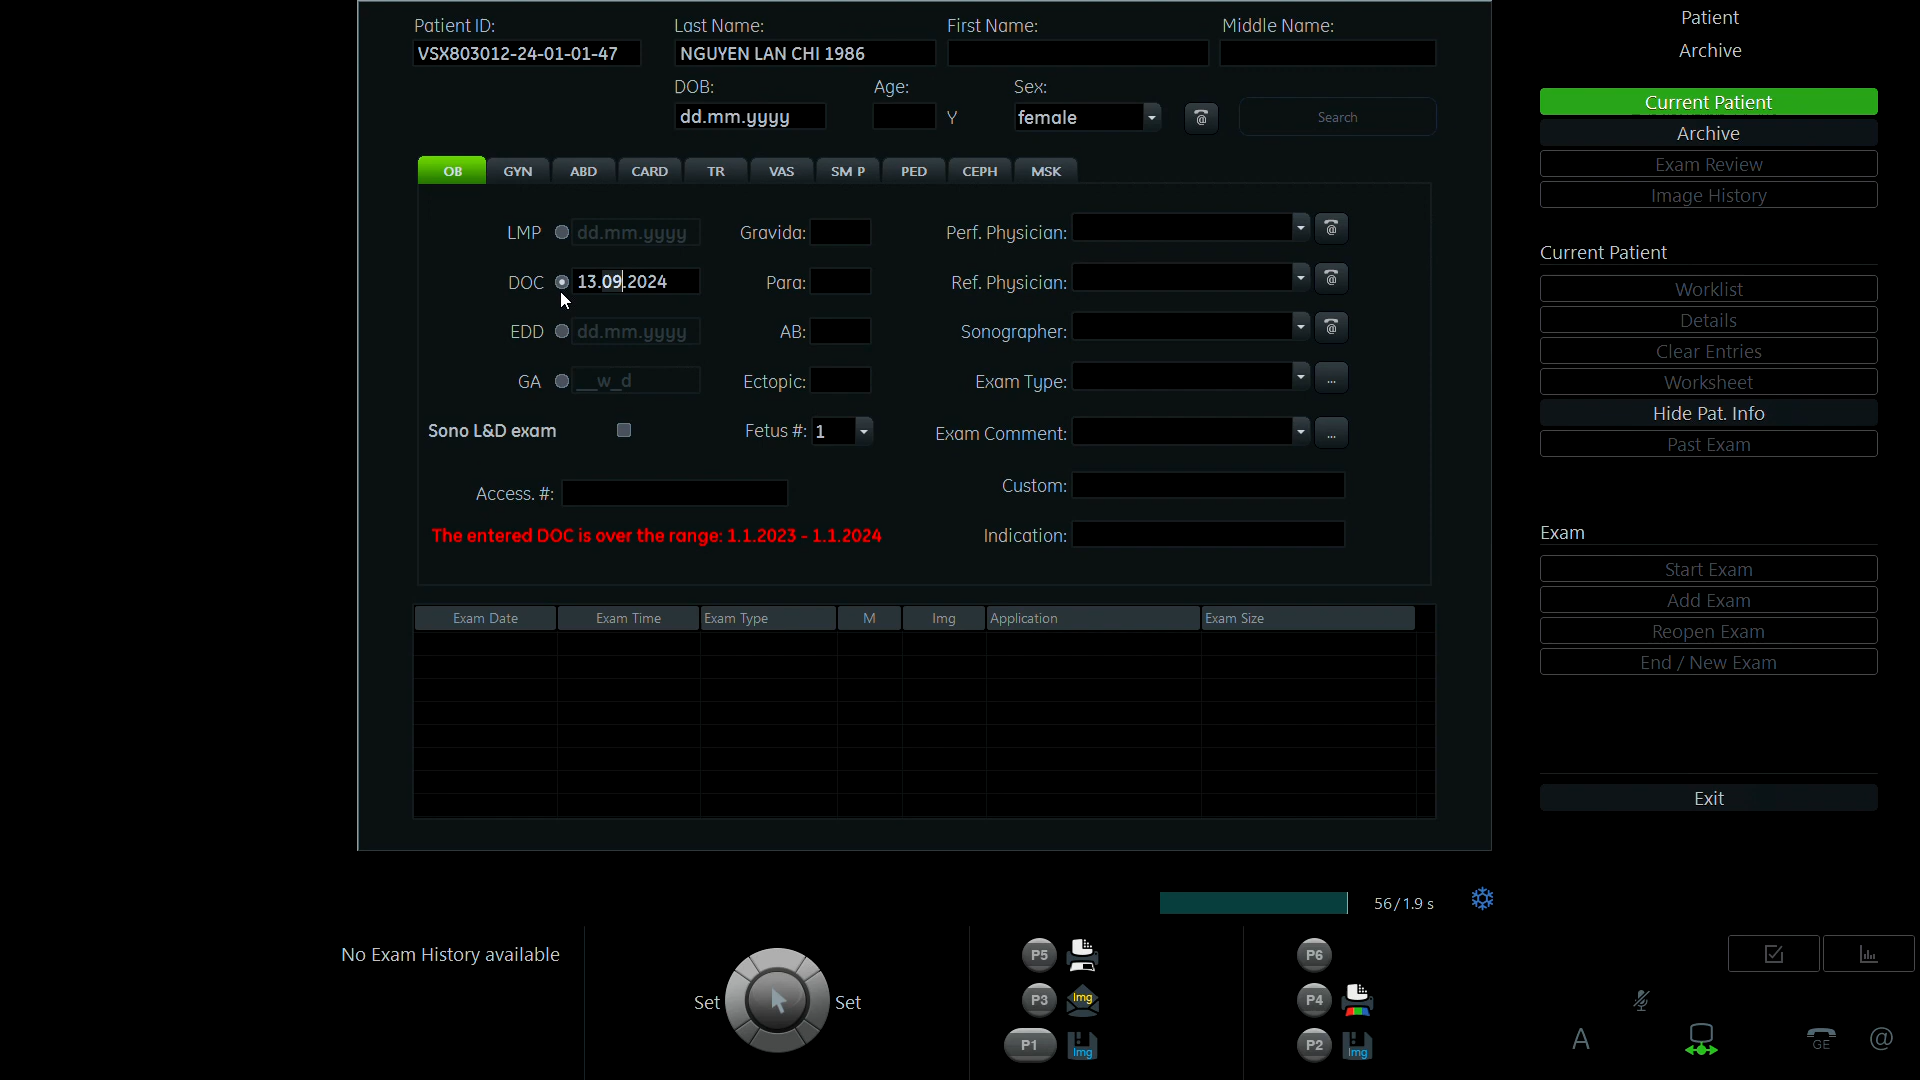 Patient ID: Last Name: First Name: Middle Name:
VSX803012-24-01-01-47 NGUYEN LAN CHI 1986
DOB: Age: Sex:
dd.mm.yyyy Y female @ Search
OB GYN ABD CARD TR VAS SM P PED CEPH MSK
LMP dd.mm.yyyy Gravida: Perf. Physician: @
DOC 13.09.2024 Para: Ref. Physician: @
EDD dd.mm.yyyy AB: Sonographer: @
GA __w_d Ectopic: Exam Type: ...
Sono L&D exam Fetus #: 1 Exam Comment: ...
Access. #: Custom:
The entered DOC is over the range: 1.1.2023 - 1.1.2024 Indication:
Exam Date Exam Time Exam Type M Img Application Exam Size
56/1.9 s
No Exam History available
Set Set
P5 P6
P3 Img P4
P1 Img P2 Img
Patient
Archive
Current Patient
Archive
Exam Review
Image History
Current Patient
Worklist
Details
Clear Entries
Worksheet
Hide Pat. Info
Past Exam
Exam
Start Exam
Add Exam
Reopen Exam
End / New Exam
Exit
A GE @